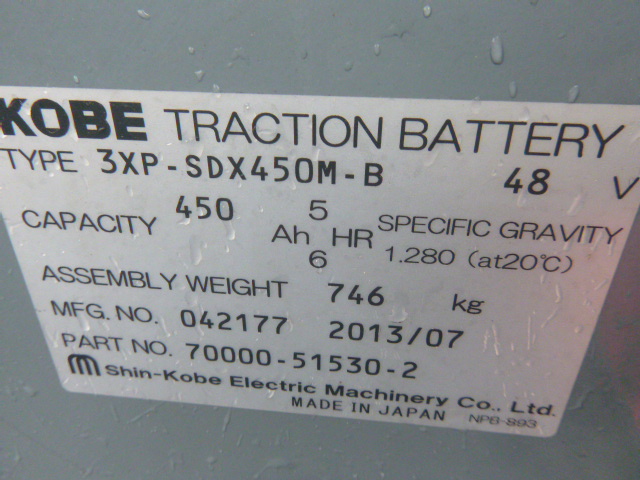 KOBE TRACTION BATTERY
TYPE 3XP-SDX450M-B 48 V
CAPACITY 450 Ah 5 HR SPECIFIC GRAVITY
6 1.280 (at20℃)
ASSEMBLY WEIGHT 746 kg
MFG. NO. 042177 2013/07
PART NO. 70000-51530-2
Shin-Kobe Electric Machinery Co., Ltd.
MADE IN JAPAN NP6-893